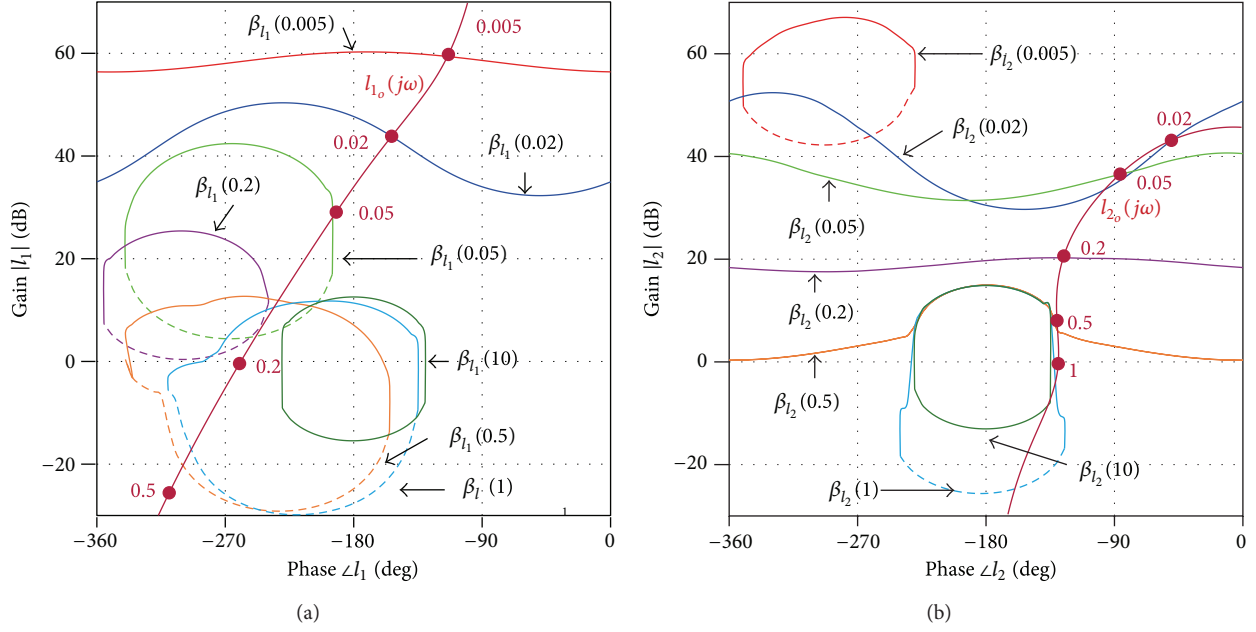 β_{l_1}(0.005)
0.005
l_{1_o}(jω)
0.02
β_{l_1}(0.02)
β_{l_1}(0.2)
0.05
β_{l_1}(0.05)
0.2
β_{l_1}(10)
β_{l_1}(0.5)
0.5
β_l (1)
1
60
40
20
0
−20
Gain |l_1| (dB)
−360
−270
−180
−90
0
Phase ∠l_1 (deg)
(a)
β_{l_2}(0.005)
β_{l_2}(0.02)
0.02
0.05
β_{l_2}(0.05)
l_{2_o}(jω)
0.2
β_{l_2}(0.2)
0.5
1
β_{l_2}(0.5)
β_{l_2}(10)
β_{l_2}(1)
60
40
20
0
−20
Gain |l_2| (dB)
−360
−270
−180
−90
0
Phase ∠l_2 (deg)
(b)